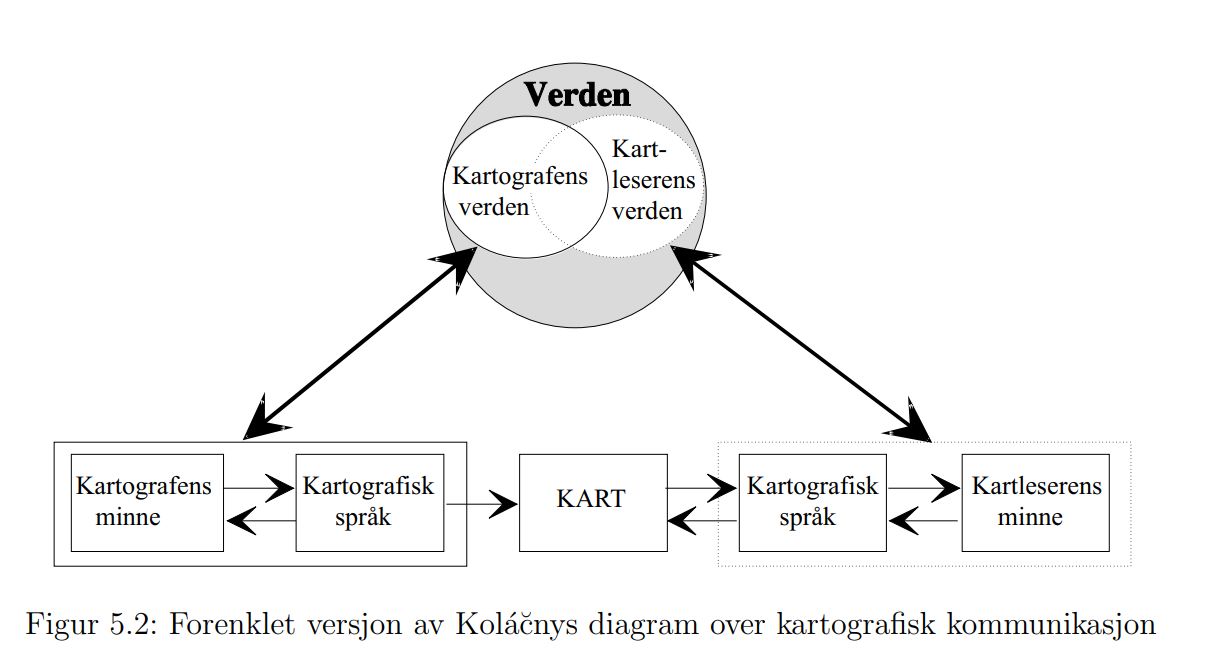 Verden
Kartografens
verden
Kart-
leserens
verden
Kartografens
minne
Kartografisk
språk
KART
Kartografisk
språk
Kartleserens
minne
Figur 5.2: Forenklet versjon av Koláčnys diagram over kartografisk kommunikasjon